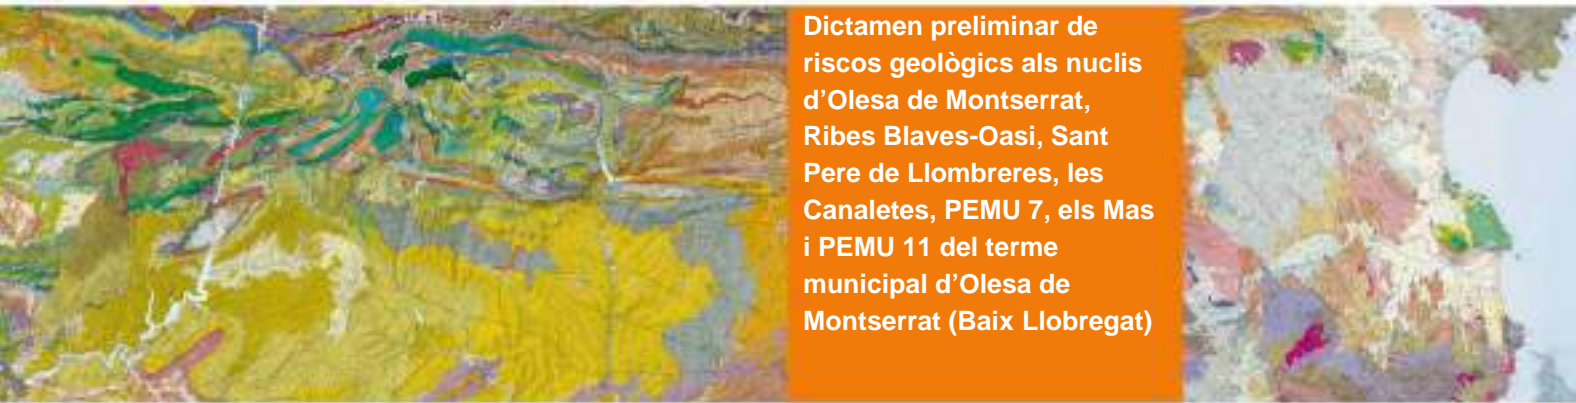 Dictamen preliminar de
riscos geològics als nuclis
d’Olesa de Montserrat,
Ribes Blaves-Oasi, Sant
Pere de Llombreres, les
Canaletes, PEMU 7, els Mas
i PEMU 11 del terme
municipal d’Olesa de
Montserrat (Baix Llobregat)